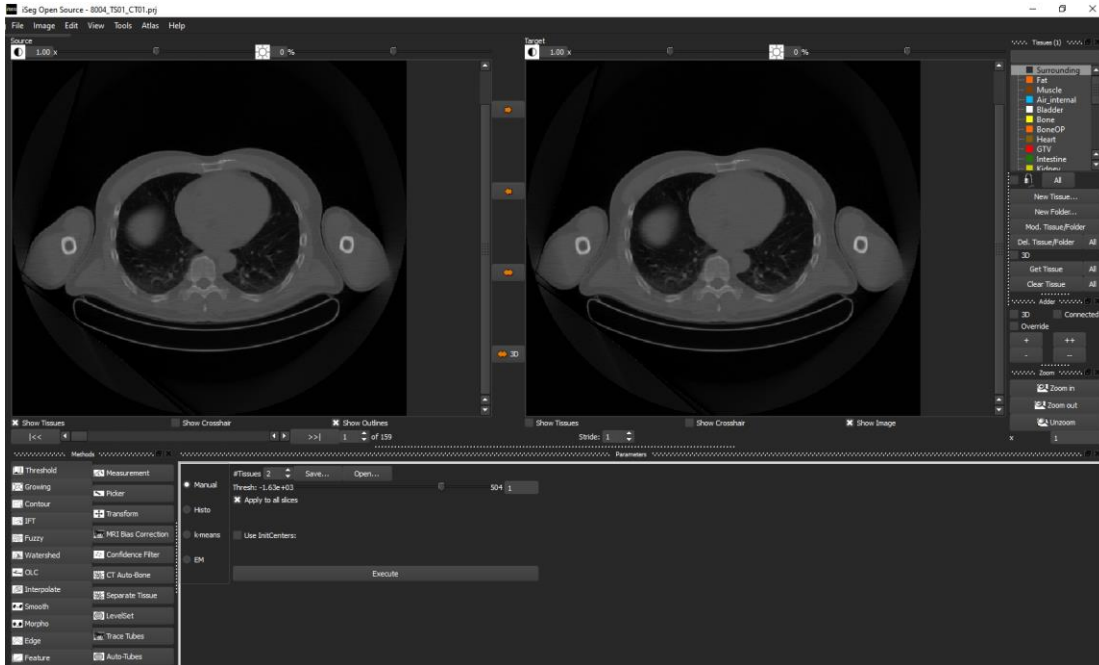 iSeg Open Source - 8004_TS01_CT01.prj
File Image Edit View Tools Atlas Help
Source
1.00 x 0 %
Target
1.00 x 0 %
Tissues (1)
Surrounding
Fat
Muscle
Air_internal
Bladder
Bone
BoneOP
Heart
GTV
Intestine
Kidney
All
New Tissue...
New Folder...
Mod. Tissue/Folder
Del. Tissue/Folder All
3D
Get Tissue All
Clear Tissue All
Adder
3D Connected
Override
+ ++
- --
Zoom
Zoom in
Zoom out
Unzoom
x 1
3D
Show Tissues Show Crosshair Show Outlines
Show Tissues Show Crosshair Show Image
|<< >>| 1 of 159 Stride: 1
Methods
Parameters
Threshold
Growing
Contour
IFT
Fuzzy
Watershed
OLC
Interpolate
Smooth
Morpho
Edge
Feature
Measurement
Picker
Transform
MRI Bias Correction
Confidence Filter
CT Auto-Bone
Separate Tissue
LevelSet
Trace Tubes
Auto-Tubes
Manual
Histo
k-means
EM
#Tissues 2 Save... Open...
Thresh: -1.63e+03 504 1
Apply to all slices
Use InitCenters:
Execute